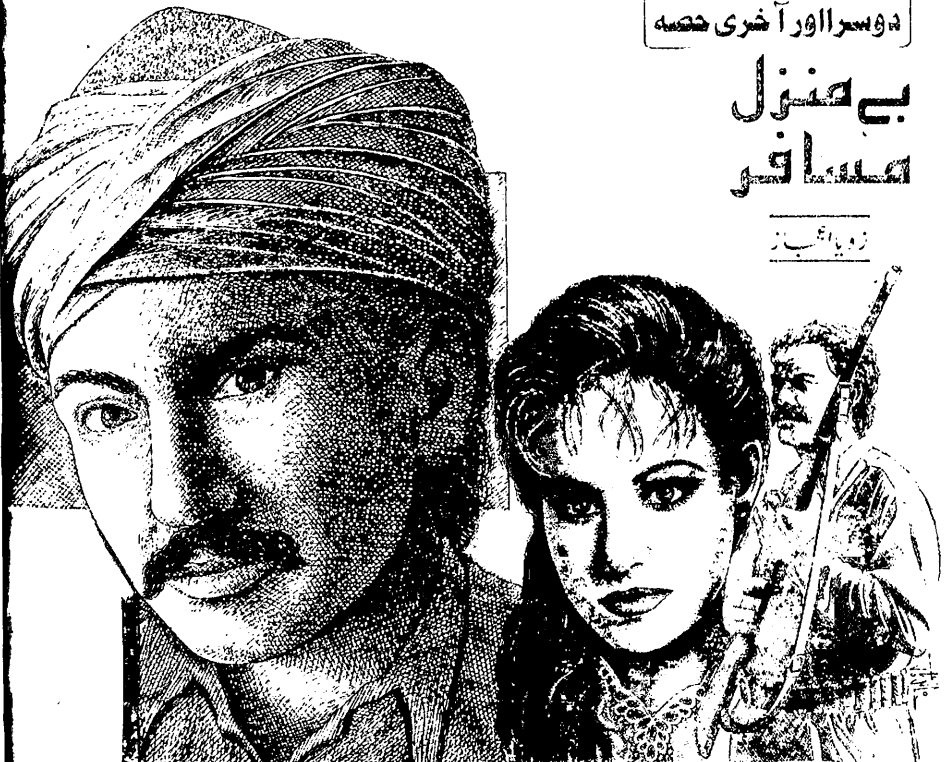 دوسرا اور آخری حصہ
بے منزل
مسافر
زویا اعجاز